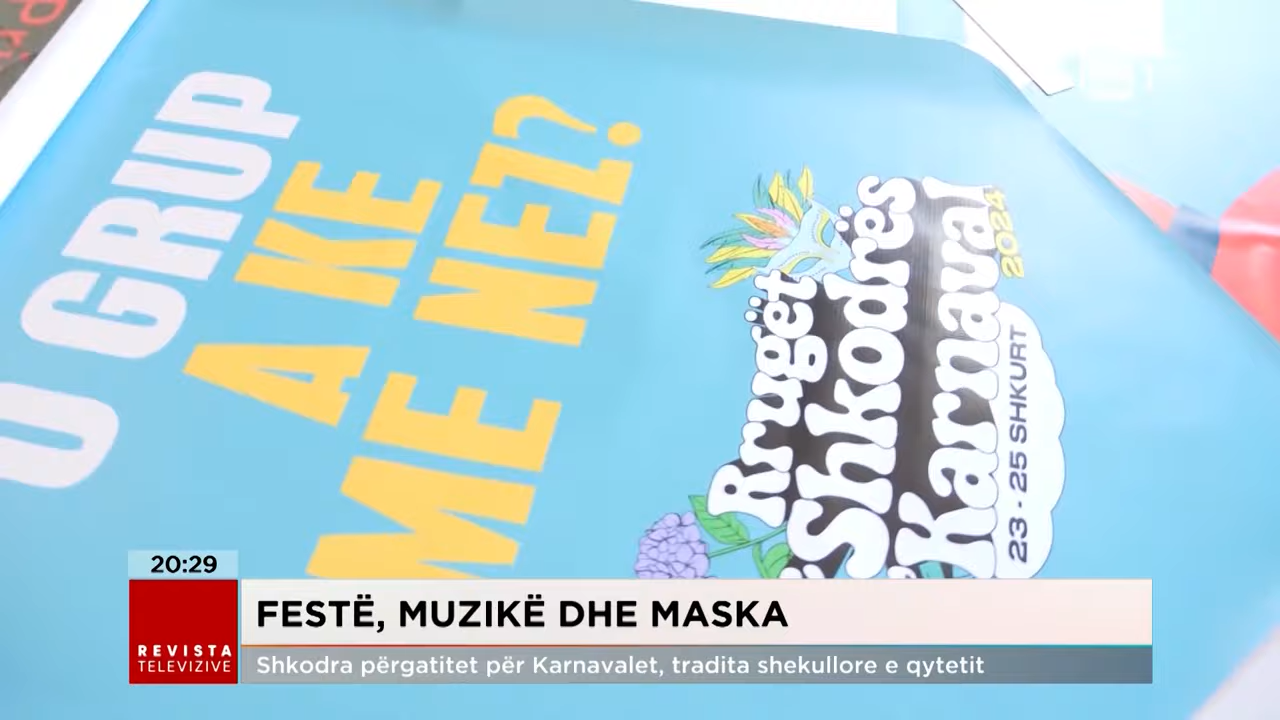 U GRUP
A KE
ME NE?
Rrugët
Shkodrës
Karnaval
2024
23 - 25 SHKURT
20:29
REVISTA
TELEVIZIVE
FESTË, MUZIKË DHE MASKA
Shkodra përgatitet për Karnavalet, tradita shekullore e qytetit